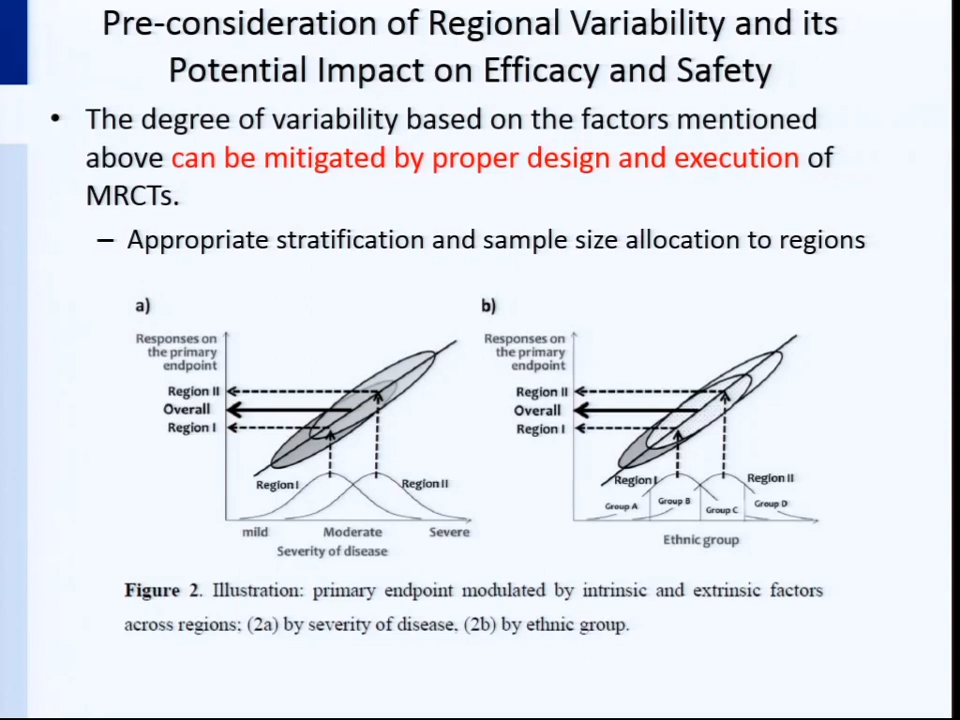 Pre-consideration of Regional Variability and its
Potential Impact on Efficacy and Safety
• The degree of variability based on the factors mentioned
above can be mitigated by proper design and execution of
MRCTs.
– Appropriate stratification and sample size allocation to regions
a)
Responses on
the primary
endpoint
Region II
Overall
Region I
Region I
Region II
mild Moderate Severe
Severity of disease
b)
Responses on
the primary
endpoint
Region II
Overall
Region I
Region I
Region II
Group A Group B Group C Group D
Ethnic group
Figure 2. Illustration: primary endpoint modulated by intrinsic and extrinsic factors
across regions; (2a) by severity of disease, (2b) by ethnic group.